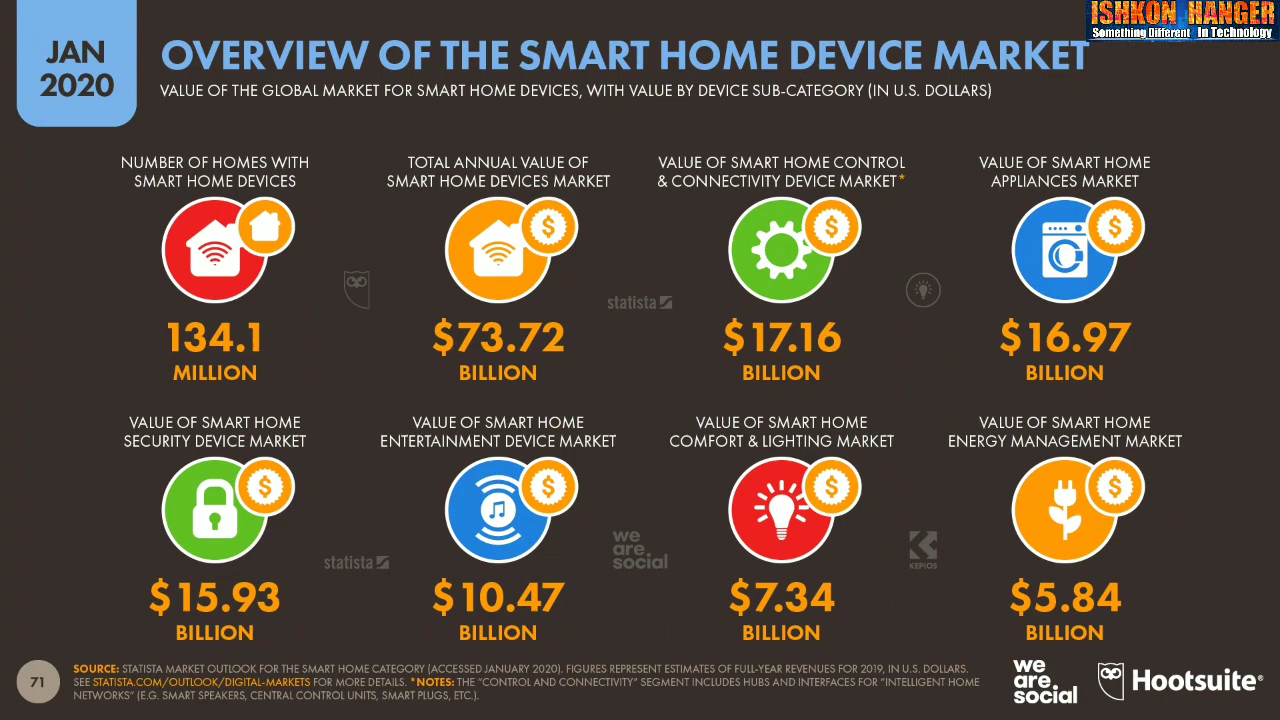 ISHKON HANGER
Something Different In Technology
JAN
2020
OVERVIEW OF THE SMART HOME DEVICE MARKET
VALUE OF THE GLOBAL MARKET FOR SMART HOME DEVICES, WITH VALUE BY DEVICE SUB-CATEGORY (IN U.S. DOLLARS)
NUMBER OF HOMES WITH
SMART HOME DEVICES
134.1
MILLION
TOTAL ANNUAL VALUE OF
SMART HOME DEVICES MARKET
$73.72
BILLION
VALUE OF SMART HOME CONTROL
& CONNECTIVITY DEVICE MARKET*
$17.16
BILLION
VALUE OF SMART HOME
APPLIANCES MARKET
$16.97
BILLION
statista
VALUE OF SMART HOME
SECURITY DEVICE MARKET
$15.93
BILLION
VALUE OF SMART HOME
ENTERTAINMENT DEVICE MARKET
$10.47
BILLION
VALUE OF SMART HOME
COMFORT & LIGHTING MARKET
$7.34
BILLION
VALUE OF SMART HOME
ENERGY MANAGEMENT MARKET
$5.84
BILLION
statista
we
are
social
KEPIOS
71
SOURCE: STATISTA MARKET OUTLOOK FOR THE SMART HOME CATEGORY (ACCESSED JANUARY 2020). FIGURES REPRESENT ESTIMATES OF FULL-YEAR REVENUES FOR 2019, IN U.S. DOLLARS.
SEE STATISTA.COM/OUTLOOK/DIGITAL-MARKETS FOR MORE DETAILS. *NOTES: THE "CONTROL AND CONNECTIVITY" SEGMENT INCLUDES HUBS AND INTERFACES FOR "INTELLIGENT HOME
NETWORKS" (E.G. SMART SPEAKERS, CENTRAL CONTROL UNITS, SMART PLUGS, ETC.).
we
are
social
Hootsuite®